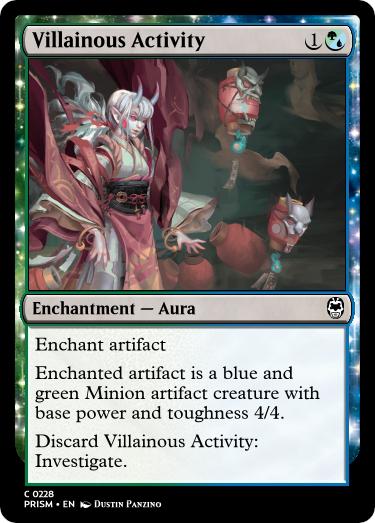 Villainous Activity 1
Enchantment — Aura
Enchant artifact
Enchanted artifact is a blue and
green Minion artifact creature with
base power and toughness 4/4.
Discard Villainous Activity:
Investigate.
C 0228
PRISM • EN DUSTIN PANZINO